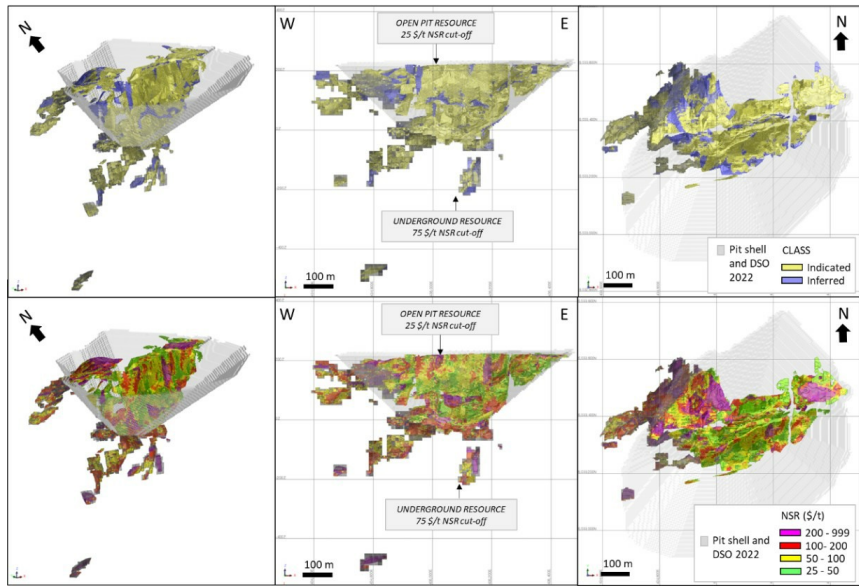 N
W
E
N
OPEN PIT RESOURCE
25 $/t NSR cut-off
UNDERGROUND RESOURCE
75 $/t NSR cut-off
100 m
100 m
Pit shell
and DSO
2022
CLASS
Indicated
Inferred
N
W
E
N
OPEN PIT RESOURCE
25 $/t NSR cut-off
UNDERGROUND RESOURCE
75 $/t NSR cut-off
100 m
100 m
Pit shell and
DSO 2022
NSR ($/t)
200 - 999
100- 200
50 - 100
25 - 50